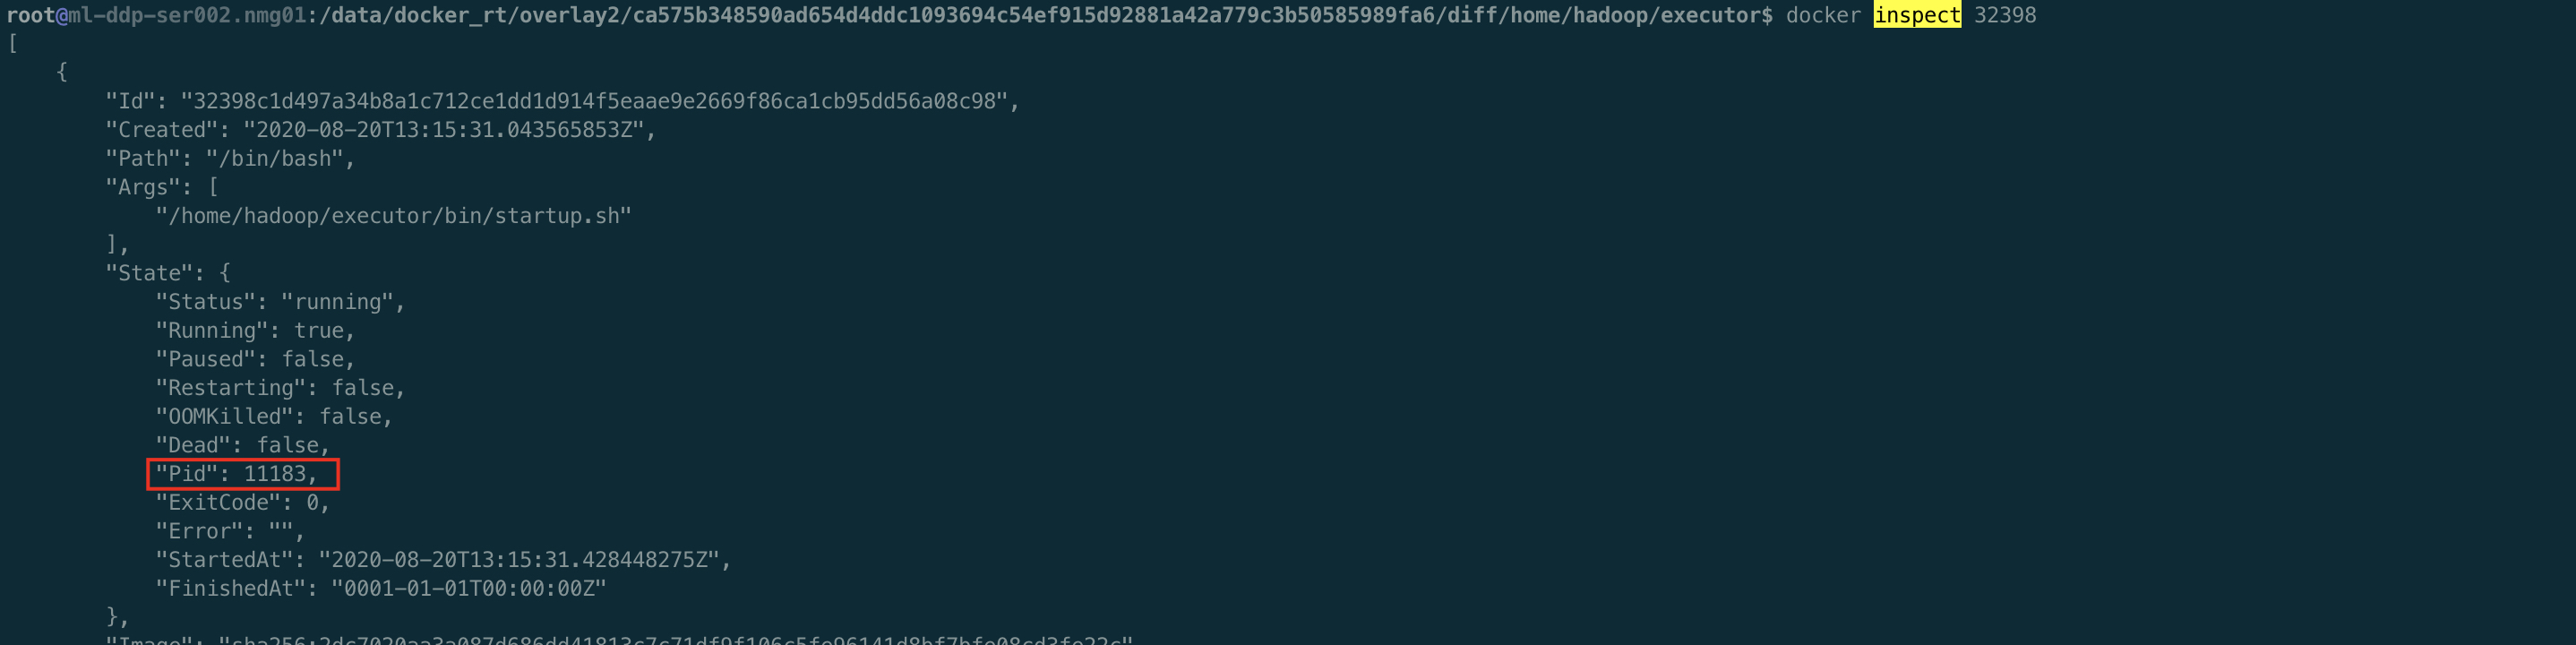 root@ml-ddp-ser002.nmg01:/data/docker_rt/overlay2/ca575b348590ad654d4ddc1093694c54ef915d92881a42a779c3b50585989fa6/diff/home/hadoop/executor$ docker inspect 32398
[
    {
        "Id": "32398c1d497a34b8a1c712ce1dd1d914f5eaae9e2669f86ca1cb95dd56a08c98",
        "Created": "2020-08-20T13:15:31.043565853Z",
        "Path": "/bin/bash",
        "Args": [
            "/home/hadoop/executor/bin/startup.sh"
        ],
        "State": {
            "Status": "running",
            "Running": true,
            "Paused": false,
            "Restarting": false,
            "OOMKilled": false,
            "Dead": false,
            "Pid": 11183,
            "ExitCode": 0,
            "Error": "",
            "StartedAt": "2020-08-20T13:15:31.428448275Z",
            "FinishedAt": "0001-01-01T00:00:00Z"
        },
        "Image":